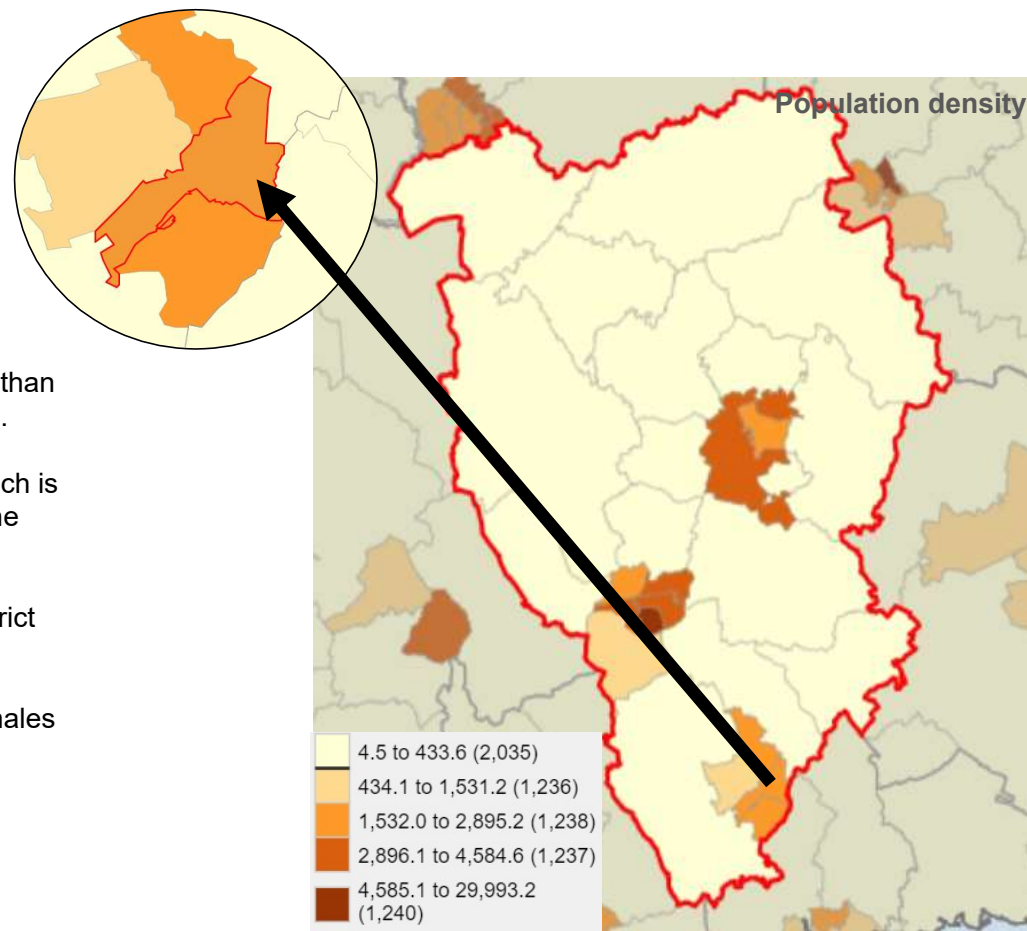 Population density
than
.
ch is
ne
rict
nales
4.5 to 433.6 (2,035)
434.1 to 1,531.2 (1,236)
1,532.0 to 2,895.2 (1,238)
2,896.1 to 4,584.6 (1,237)
4,585.1 to 29,993.2
(1,240)